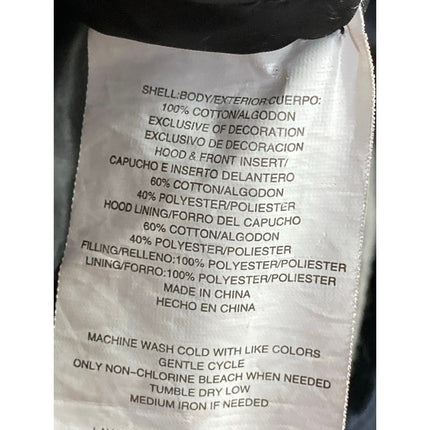 SHELL:BODY/EXTERIOR:CUERPO:
100% COTTON/ALGODON
EXCLUSIVE OF DECORATION
EXCLUSIVO DE DECORACION
HOOD & FRONT INSERT/
CAPUCHO E INSERTO DELANTERO
60% COTTON/ALGODON
40% POLYESTER/POLIESTER
HOOD LINING/FORRO DEL CAPUCHO
60% COTTON/ALGODON
40% POLYESTER/POLIESTER
FILLING/RELLENO:100% POLYESTER/POLIESTER
LINING/FORRO:100% POLYESTER/POLIESTER
MADE IN CHINA
HECHO EN CHINA
MACHINE WASH COLD WITH LIKE COLORS
GENTLE CYCLE
ONLY NON-CHLORINE BLEACH WHEN NEEDED
TUMBLE DRY LOW
MEDIUM IRON IF NEEDED